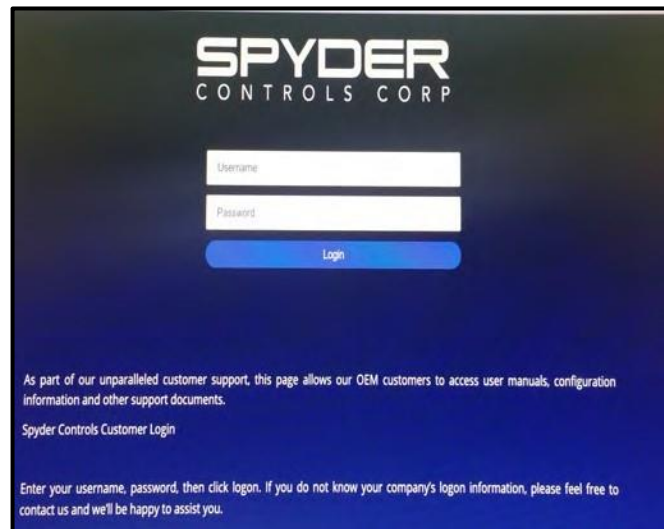 SPYDER
CONTROLS CORP
Username
Password
Login
As part of our unparalleled customer support, this page allows our OEM customers to access user manuals, configuration
information and other support documents.
Spyder Controls Customer Login
Enter your username, password, then click logon. If you do not know your company's logon information, please feel free to
contact us and we'll be happy to assist you.